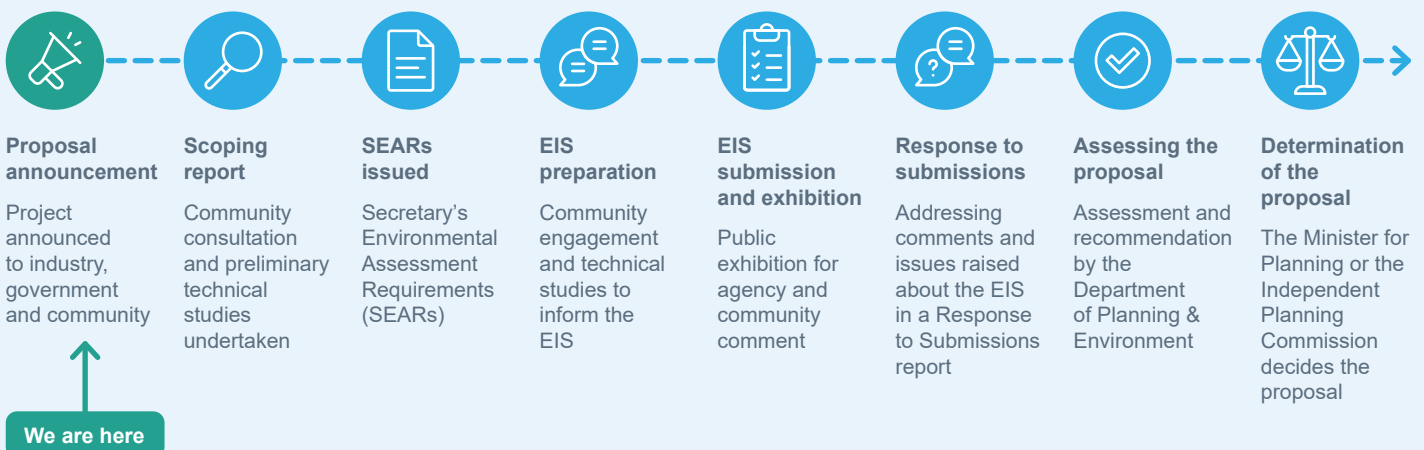 Proposal
announcement
Project
announced
to industry,
government
and community
We are here
Scoping
report
Community
consultation
and preliminary
technical
studies
undertaken
SEARs
issued
Secretary’s
Environmental
Assessment
Requirements
(SEARs)
EIS
preparation
Community
engagement
and technical
studies to
inform the
EIS
EIS
submission
and exhibition
Public
exhibition for
agency and
community
comment
?
Response to
submissions
Addressing
comments and
issues raised
about the EIS
in a Response
to Submissions
report
Assessing the
proposal
Assessment and
recommendation
by the
Department
of Planning &
Environment
Determination
of the
proposal
The Minister for
Planning or the
Independent
Planning
Commission
decides the
proposal